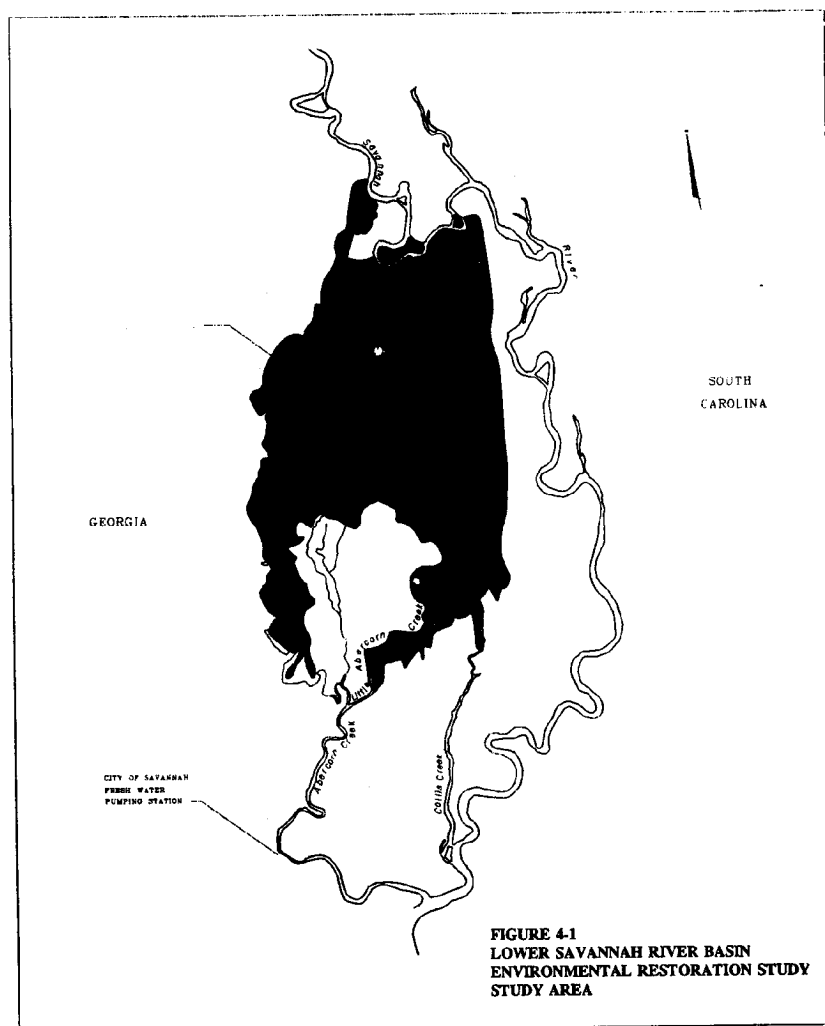 Savannah
River
SOUTH
CAROLINA
GEORGIA
Abercorn Creek
Little
Abercorn Creek
Collis Creek
CITY OF SAVANNAH
FRESH WATER
PUMPING STATION
FIGURE 4-1
LOWER SAVANNAH RIVER BASIN
ENVIRONMENTAL RESTORATION STUDY
STUDY AREA